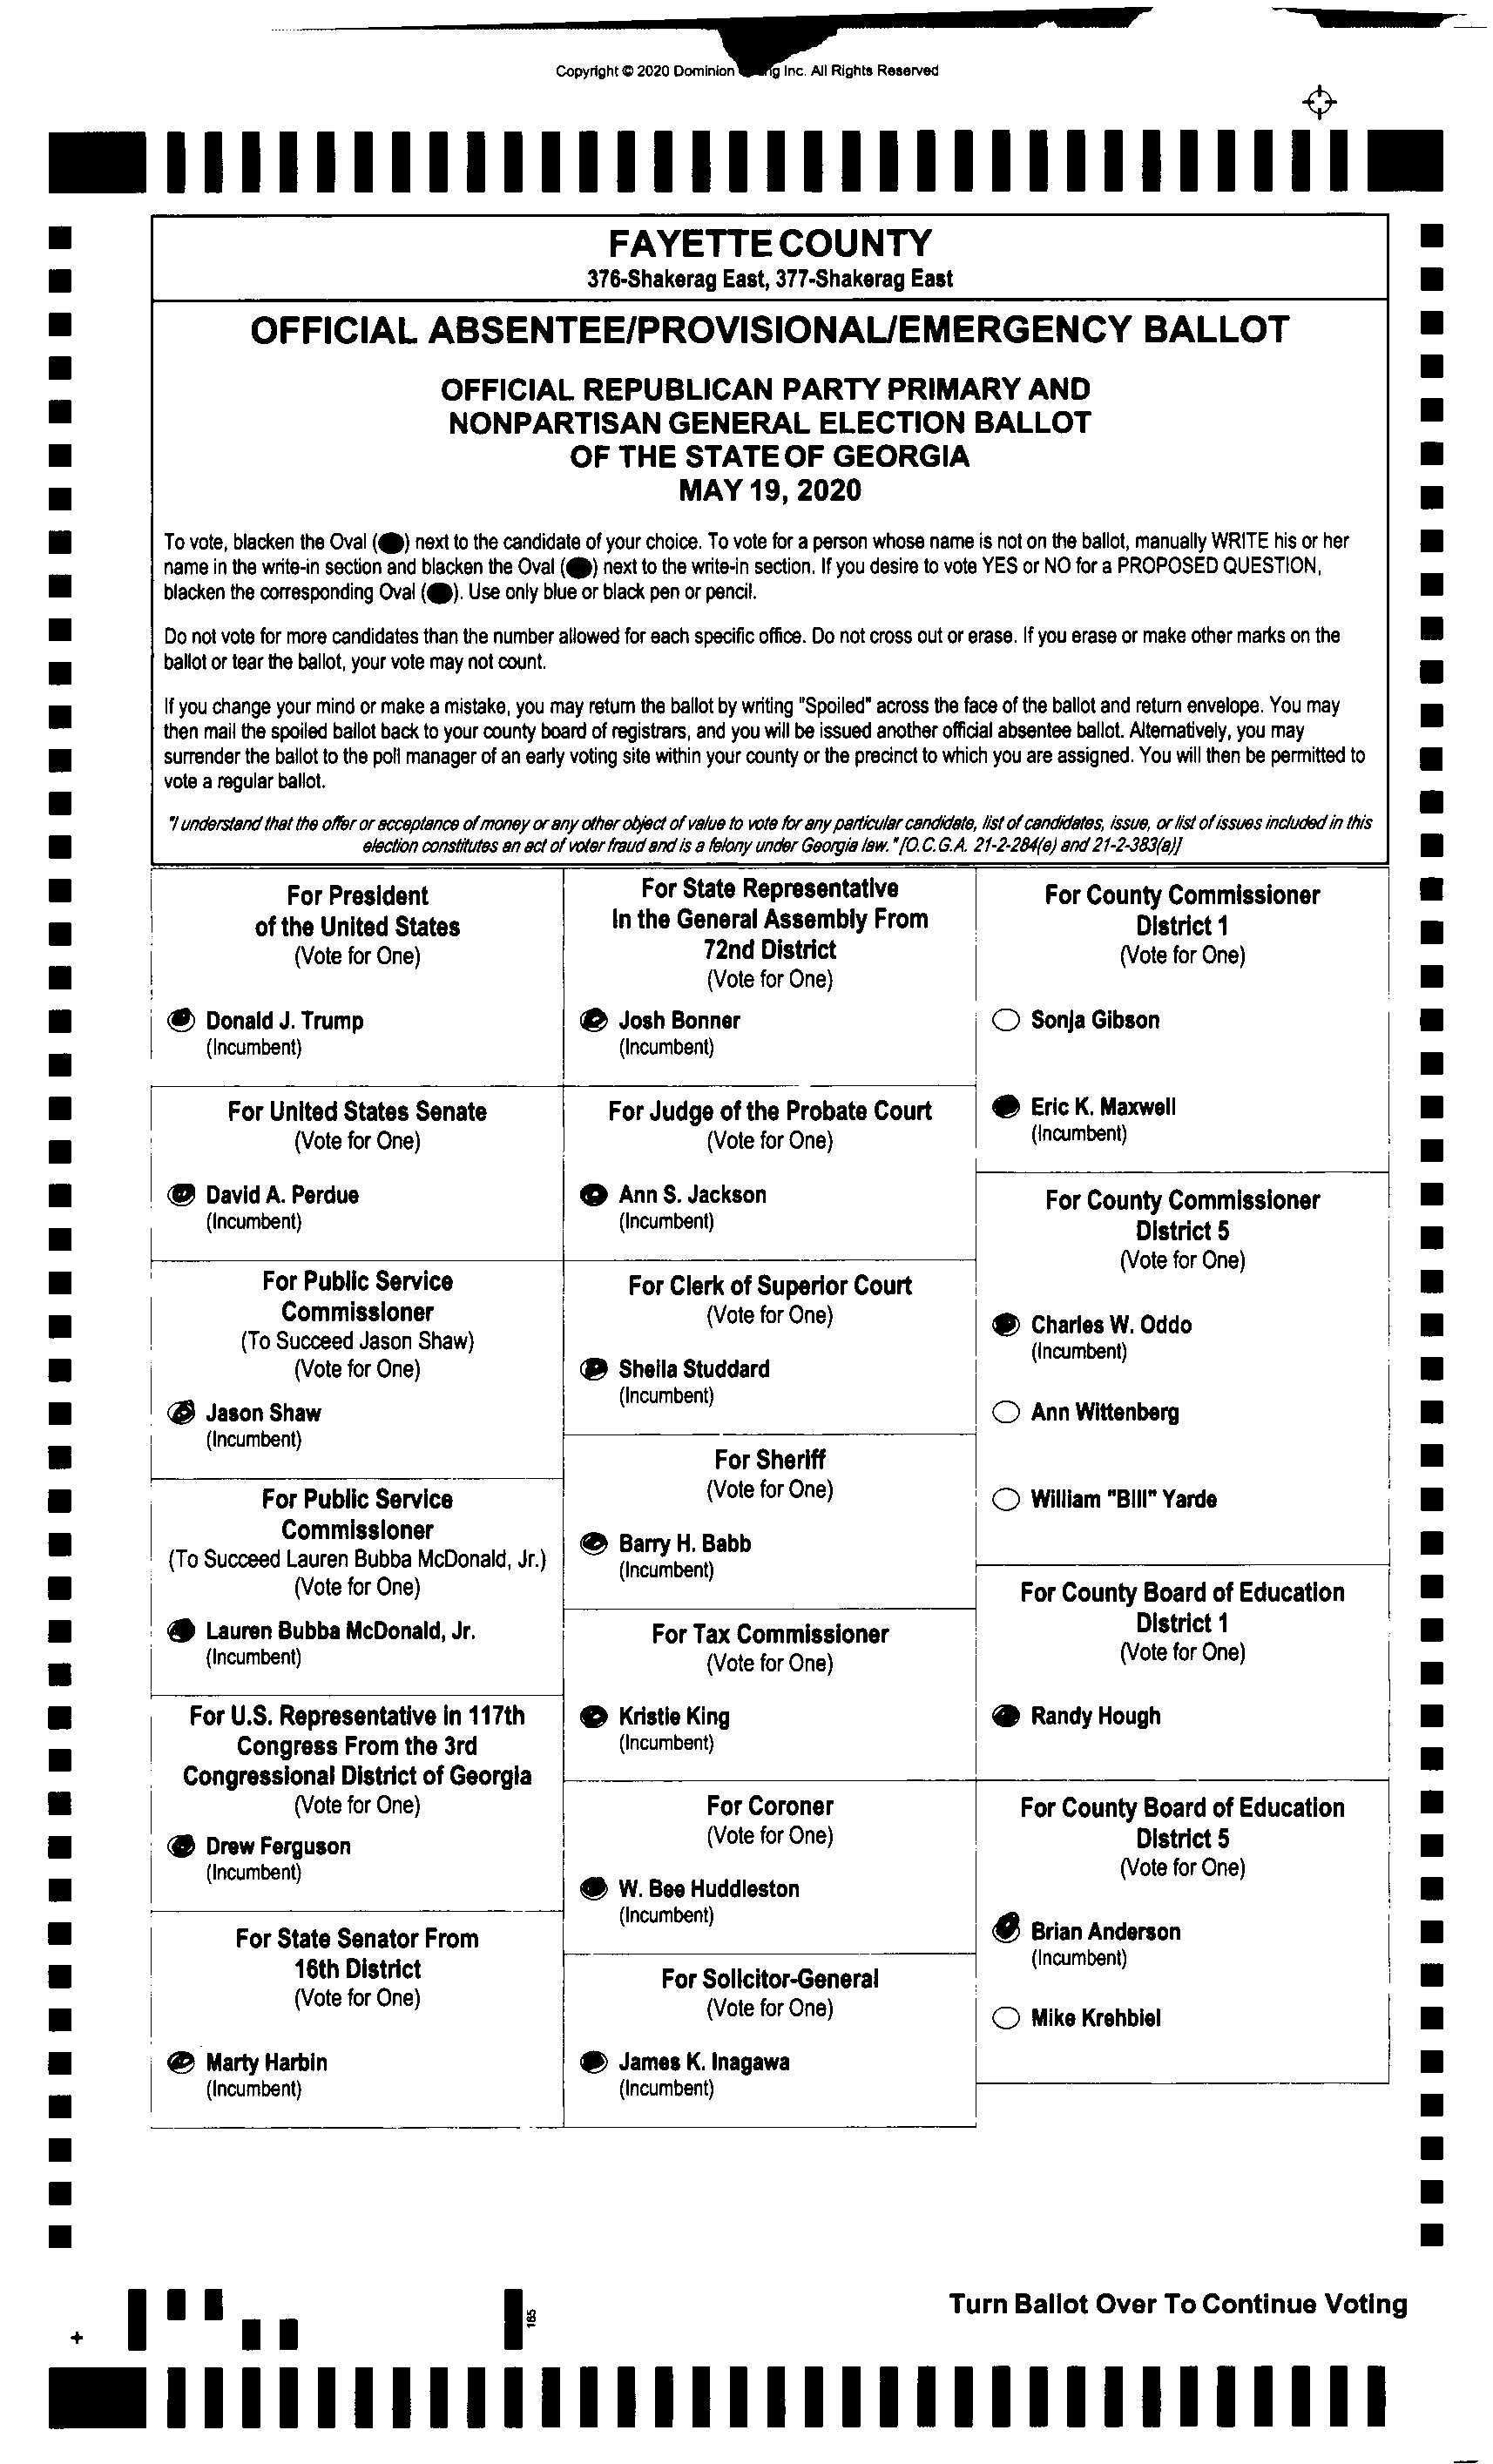 Copyright © 2020 Dominion Inc. All Rights Reserved
FAYETTE COUNTY
376-Shakerag East, 377-Shakerag East
OFFICIAL ABSENTEE/PROVISIONAL/EMERGENCY BALLOT
OFFICIAL REPUBLICAN PARTY PRIMARY AND
NONPARTISAN GENERAL ELECTION BALLOT
OF THE STATE OF GEORGIA
MAY 19, 2020
To vote, blacken the Oval ( ) next to the candidate of your choice. To vote for a person whose name is not on the ballot, manually WRITE his or her
name in the write-in section and blacken the Oval ( ) next to the write-in section. If you desire to vote YES or NO for a PROPOSED QUESTION,
blacken the corresponding Oval ( ). Use only blue or black pen or pencil.
Do not vote for more candidates than the number allowed for each specific office. Do not cross out or erase. If you erase or make other marks on the
ballot or tear the ballot, your vote may not count.
If you change your mind or make a mistake, you may return the ballot by writing "Spoiled" across the face of the ballot and return envelope. You may
then mail the spoiled ballot back to your county board of registrars, and you will be issued another official absentee ballot. Alternatively, you may
surrender the ballot to the poll manager of an early voting site within your county or the precinct to which you are assigned. You will then be permitted to
vote a regular ballot.
"I understand that the offer or acceptance of money or any other object of value to vote for any particular candidate, list of candidates, issue, or list of issues included in this
election constitutes an act of voter fraud and is a felony under Georgia law." [O.C.G.A. 21-2-284(e) and 21-2-383(a)]
For President
of the United States
(Vote for One)
Donald J. Trump
(Incumbent)
For United States Senate
(Vote for One)
David A. Perdue
(Incumbent)
For Public Service
Commissioner
(To Succeed Jason Shaw)
(Vote for One)
Jason Shaw
(Incumbent)
For Public Service
Commissioner
(To Succeed Lauren Bubba McDonald, Jr.)
(Vote for One)
Lauren Bubba McDonald, Jr.
(Incumbent)
For U.S. Representative in 117th
Congress From the 3rd
Congressional District of Georgia
(Vote for One)
Drew Ferguson
(Incumbent)
For State Senator From
16th District
(Vote for One)
Marty Harbin
(Incumbent)
For State Representative
In the General Assembly From
72nd District
(Vote for One)
Josh Bonner
(Incumbent)
For Judge of the Probate Court
(Vote for One)
Ann S. Jackson
(Incumbent)
For Clerk of Superior Court
(Vote for One)
Sheila Studdard
(Incumbent)
For Sheriff
(Vote for One)
Barry H. Babb
(Incumbent)
For Tax Commissioner
(Vote for One)
Kristie King
(Incumbent)
For Coroner
(Vote for One)
W. Bee Huddleston
(Incumbent)
For Solicitor-General
(Vote for One)
James K. Inagawa
(Incumbent)
For County Commissioner
District 1
(Vote for One)
Sonja Gibson
Eric K. Maxwell
(Incumbent)
For County Commissioner
District 5
(Vote for One)
Charles W. Oddo
(Incumbent)
Ann Wittenberg
William "Bill" Yarde
For County Board of Education
District 1
(Vote for One)
Randy Hough
For County Board of Education
District 5
(Vote for One)
Brian Anderson
(Incumbent)
Mike Krehbiel
Turn Ballot Over To Continue Voting
165